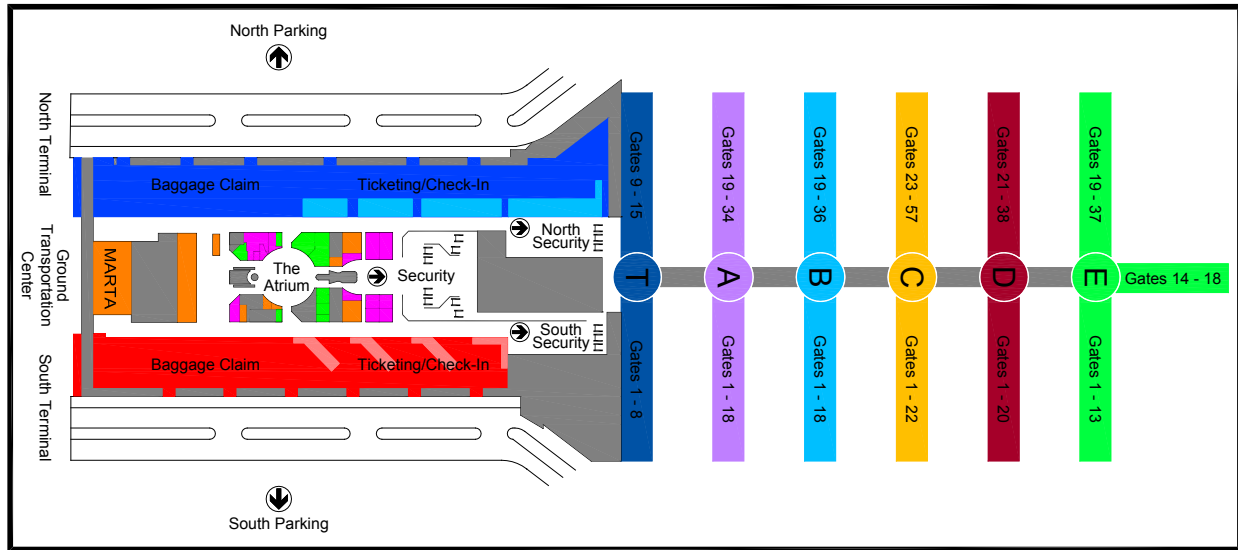 North Parking
North Terminal
Baggage Claim
Ticketing/Check-In
North
Security
Ground
Transportation
Center
MARTA
The
Atrium
Security
South
Security
South Terminal
Baggage Claim
Ticketing/Check-In
South Parking
Gates 9 - 15
T
Gates 1 - 8
Gates 19 - 34
A
Gates 1 - 18
Gates 19 - 36
B
Gates 1 - 18
Gates 23 - 57
C
Gates 1 - 22
Gates 21 - 38
D
Gates 1 - 20
Gates 19 - 37
E
Gates 14 - 18
Gates 1 - 13